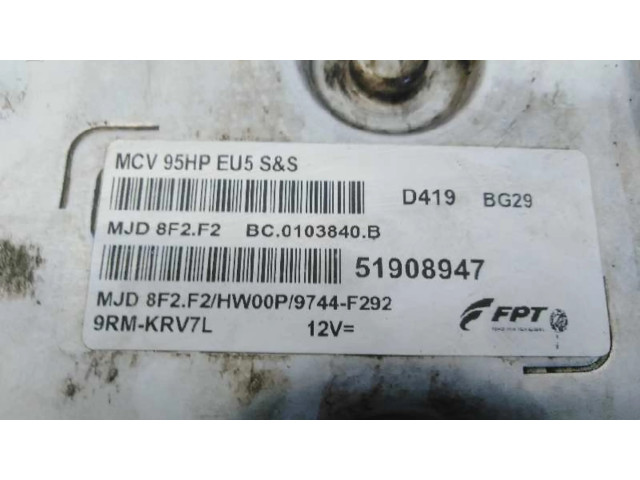 MCV 95HP EU5 S&S
D419 BG29
MJD 8F2.F2 BC.0103840.B
51908947
MJD 8F2.F2/HW00P/9744-F292
9RM-KRV7L 12V=
FPT